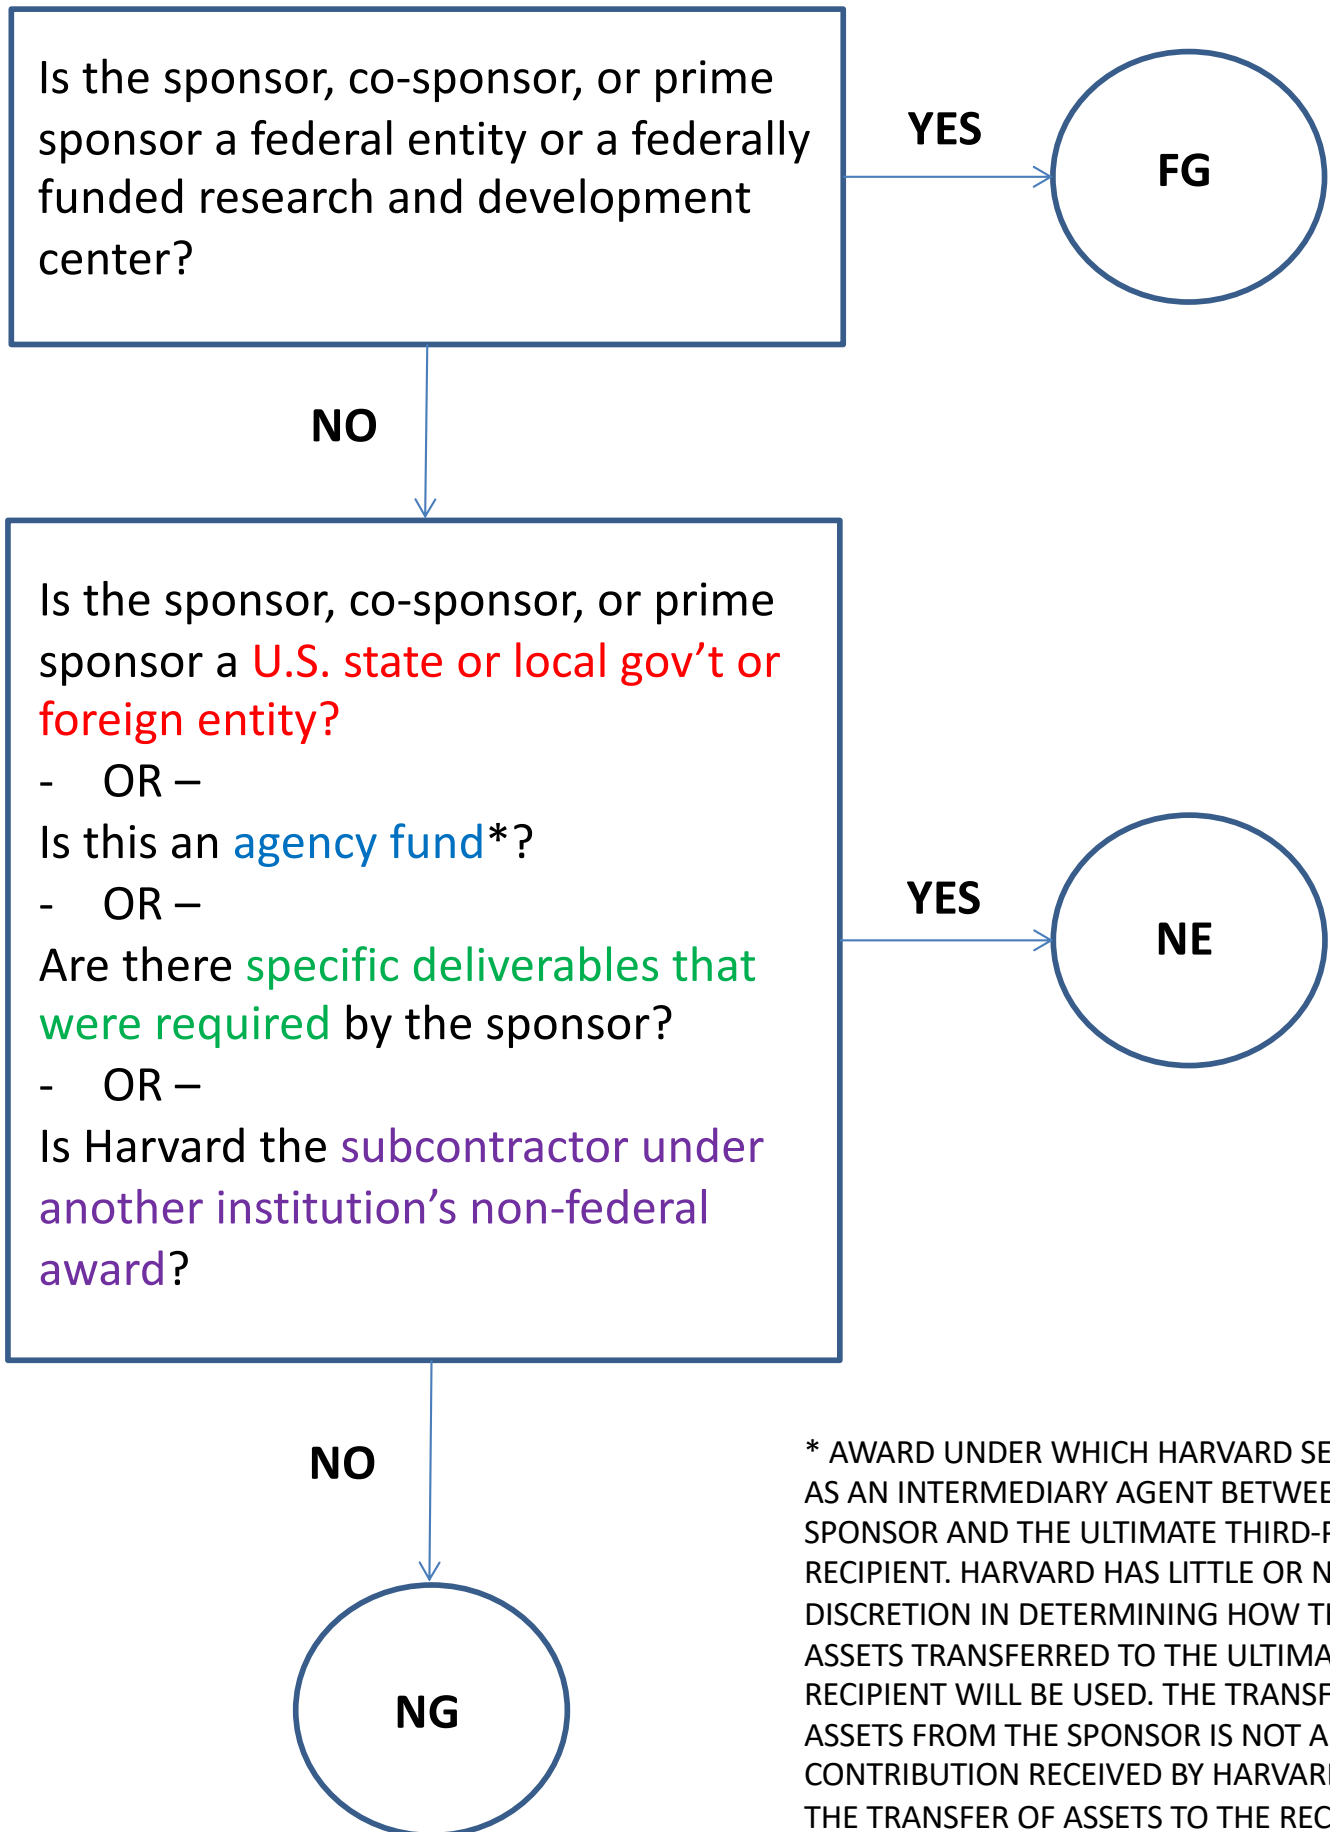 Is the sponsor, co-sponsor, or prime
sponsor a federal entity or a federally
funded research and development
center?
YES
FG
NO
Is the sponsor, co-sponsor, or prime
sponsor a U.S. state or local gov’t or
foreign entity?
- OR –
Is this an agency fund*?
- OR –
Are there specific deliverables that
were required by the sponsor?
- OR –
Is Harvard the subcontractor under
another institution’s non-federal
award?
YES
NE
NO
NG
* AWARD UNDER WHICH HARVARD
AS AN INTERMEDIARY AGENT
SPONSOR AND THE ULTIMATE
RECIPIENT. HARVARD HAS LITTLE OR
DISCRETION IN DETERMINING HOW
ASSETS TRANSFERRED TO THE
RECIPIENT WILL BE USED. THE
ASSETS FROM THE SPONSOR IS NOT A
CONTRIBUTION RECEIVED BY
THE TRANSFER OF ASSETS TO THE